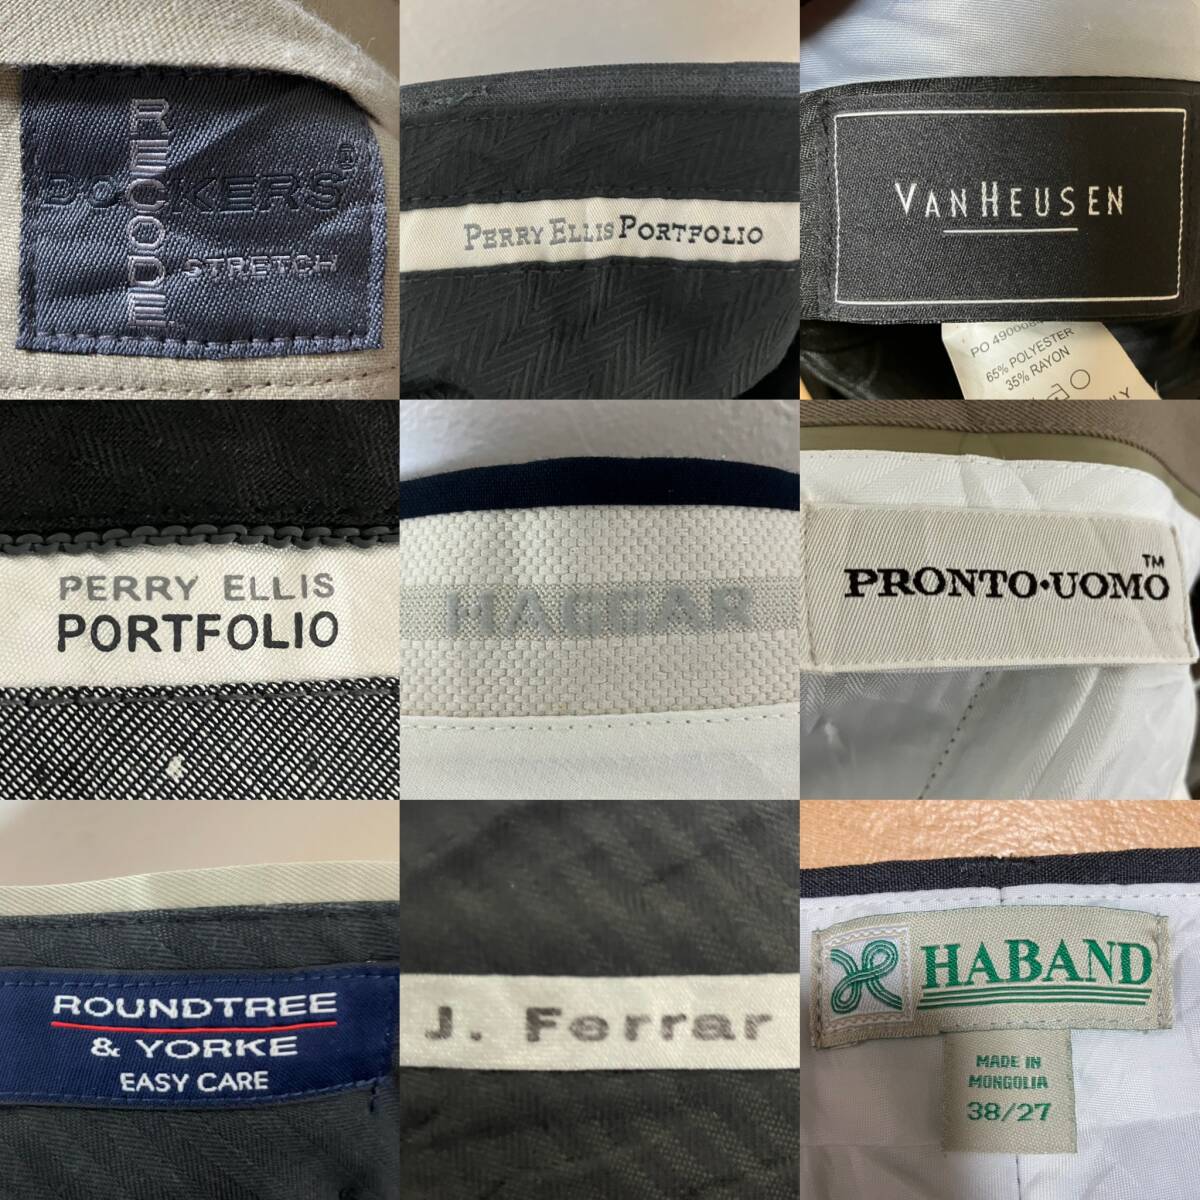 RECODE
DOCKERS®
STRETCH
PERRY ELLIS PORTFOLIO
VAN HEUSEN
65% POLYESTER
35% RAYON
PERRY ELLIS
PORTFOLIO
HAGGAR
PRONTO·UOMO™
ROUNDTREE
& YORKE
EASY CARE
J. Ferrar
HABAND
MADE IN
MONGOLIA
38/27